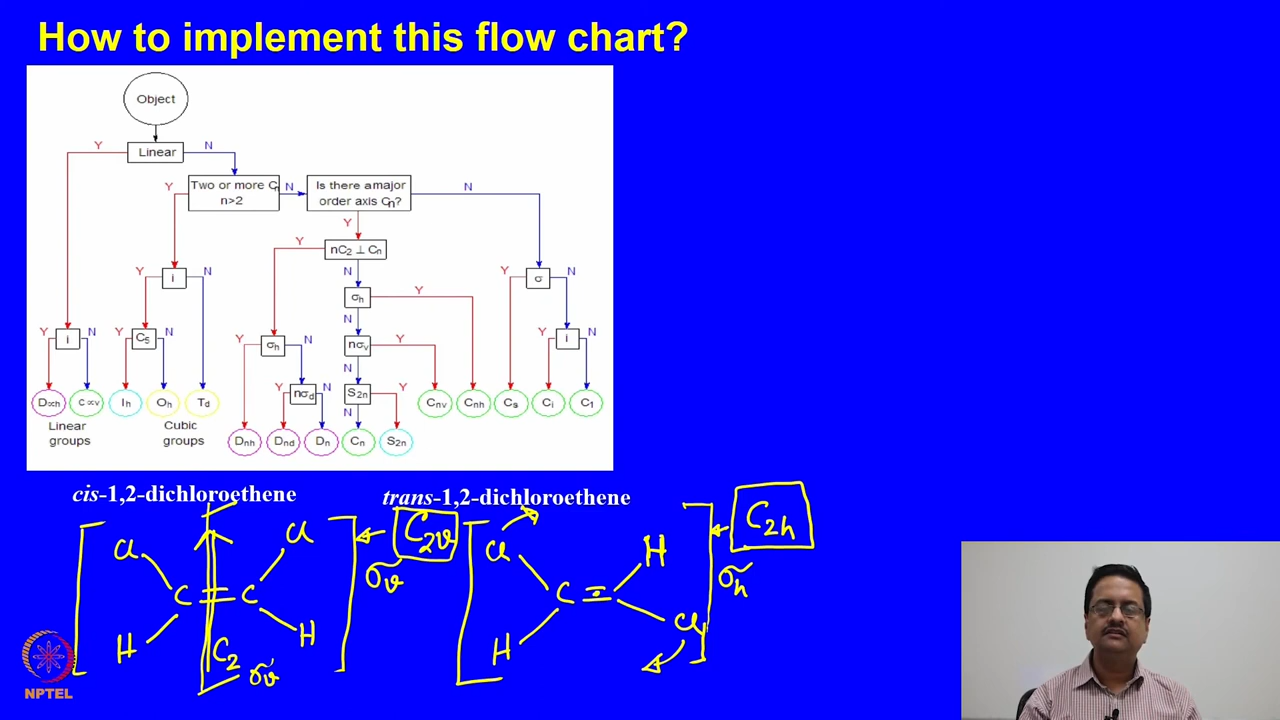 How to implement this flow chart?
Object
Y N
Linear
Two or more Cn
n>2
Y N
Is there a major
order axis Cn?
N
Y
Y
nC2 ⊥ Cn
N
Y i N
Y σ N
σh Y
N
Y i N
Y C5 N
Y σh N
nσv Y
Y i N
N
Y nσd N
S2n Y
N
D∝h C∝v Ih Oh Td
Cnv Cnh Cs Ci C1
Linear
groups
Cubic
groups
Dnh Dnd Dn Cn S2n
cis-1,2-dichloroethene trans-1,2-dichloroethene
Cl Cl C2v Cl H C2h
σv σh
C = C C =
H C2 H H Cl
σv
NPTEL